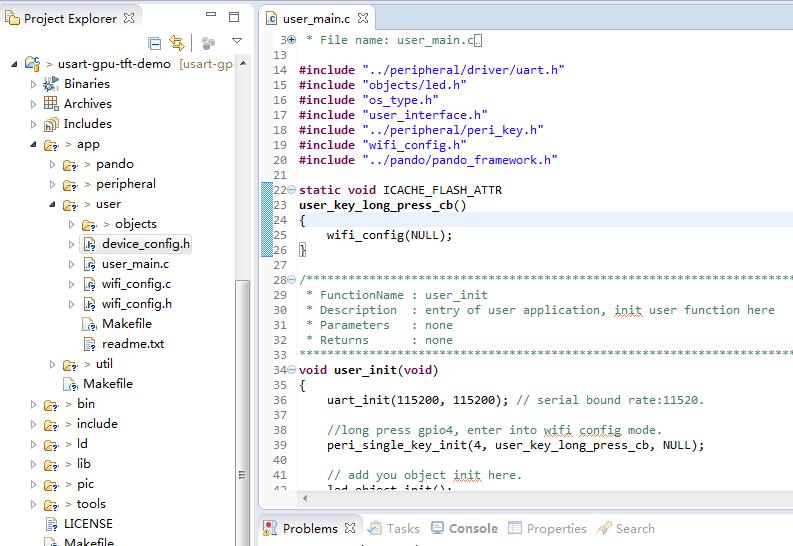 Project Explorer
> usart-gpu-tft-demo [usart-gp
Binaries
Archives
Includes
> app
> pando
> peripheral
> user
> objects
device_config.h
user_main.c
wifi_config.c
wifi_config.h
Makefile
readme.txt
> util
Makefile
> bin
> include
> ld
> lib
> pic
> tools
LICENSE
Makefile
user_main.c
3 * File name: user_main.c
13
14 #include "../peripheral/driver/uart.h"
15 #include "objects/led.h"
16 #include "os_type.h"
17 #include "user_interface.h"
18 #include "../peripheral/peri_key.h"
19 #include "wifi_config.h"
20 #include "../pando/pando_framework.h"
21
22 static void ICACHE_FLASH_ATTR
23 user_key_long_press_cb()
24 {
25 wifi_config(NULL);
26 }
27
28 /******************************************************************************
29 * FunctionName : user_init
30 * Description : entry of user application, init user function here
31 * Parameters : none
32 * Returns : none
33 *******************************************************************************
34 void user_init(void)
35 {
36 uart_init(115200, 115200); // serial bound rate:11520.
37
38 //long press gpio4, enter into wifi config mode.
39 peri_single_key_init(4, user_key_long_press_cb, NULL);
40
41 // add you object init here.
42 led_object_init();
Problems
Tasks
Console
Properties
Search